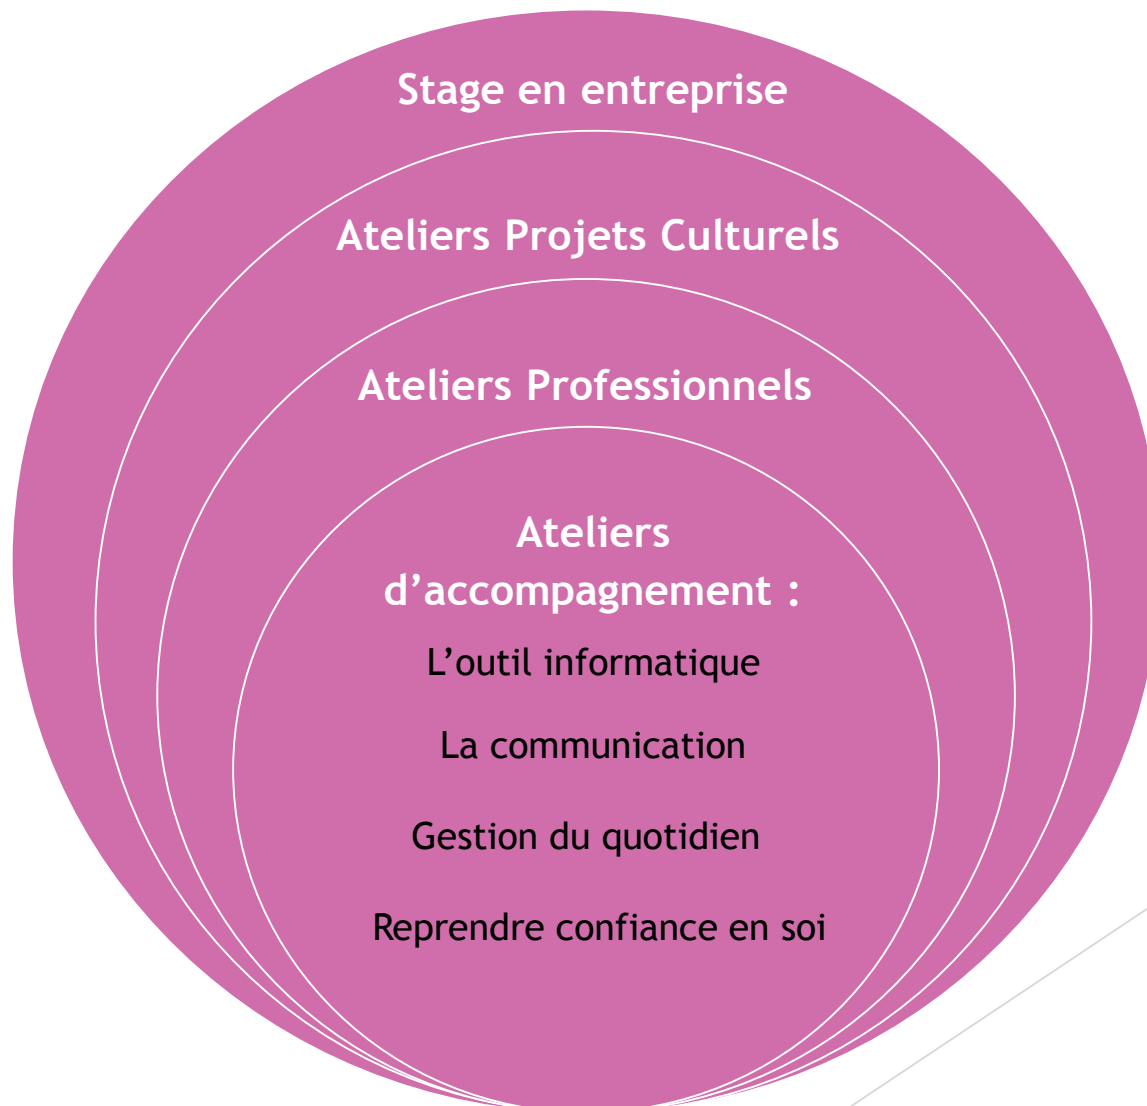 Stage en entreprise
Ateliers Projets Culturels
Ateliers Professionnels
Ateliers
d’accompagnement :
L’outil informatique
La communication
Gestion du quotidien
Reprendre confiance en soi